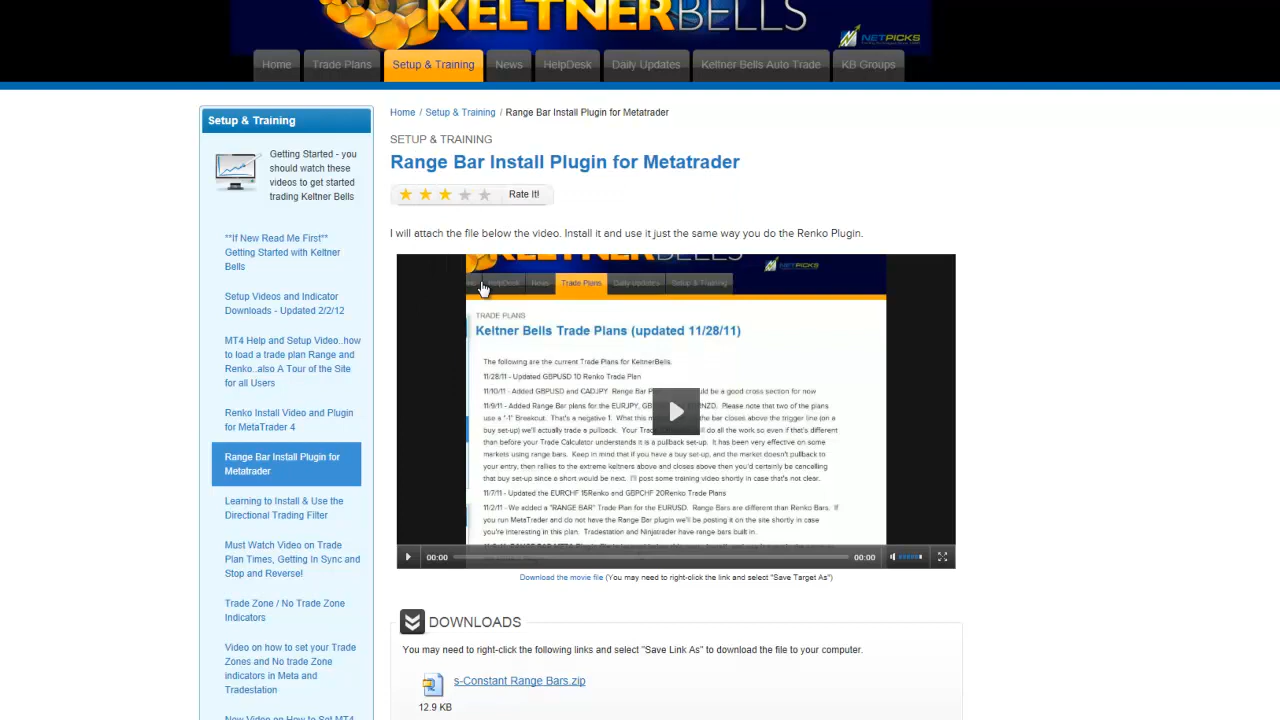 KELTNERBELLS
NETPICKS
Home Trade Plans Setup & Training News HelpDesk Daily Updates Keltner Bells Auto Trade KB Groups
Setup & Training
Getting Started - you
should watch these
videos to get started
trading Keltner Bells
**If New Read Me First**
Getting Started with Keltner
Bells
Setup Videos and Indicator
Downloads - Updated 2/2/12
MT4 Help and Setup Video..how
to load a trade plan Range and
Renko..also A Tour of the Site
for all Users
Renko Install Video and Plugin
for MetaTrader 4
Range Bar Install Plugin for
Metatrader
Learning to Install & Use the
Directional Trading Filter
Must Watch Video on Trade
Plan Times, Getting In Sync and
Stop and Reverse!
Trade Zone / No Trade Zone
Indicators
Video on how to set your Trade
Zones and No trade Zone
indicators in Meta and
Tradestation
New Video on How to Set MT4
Home / Setup & Training / Range Bar Install Plugin for Metatrader
SETUP & TRAINING
Range Bar Install Plugin for Metatrader
Rate It!
I will attach the file below the video. Install it and use it just the same way you do the Renko Plugin.
KELTNERBELLS
NETPICKS
HelpDesk News Trade Plans Daily Updates Setup & Training
TRADE PLANS
Keltner Bells Trade Plans (updated 11/28/11)
The following are the current Trade Plans for KeltnerBells.
11/28/11 - Updated GBPUSD 10 Renko Trade Plan
11/10/11 - Added GBPUSD and CADJPY Range Bar Pl be a good cross section for now
11/9/11 - Added Range Bar plans for the EURJPY, GB NZD. Please note that two of the plans
use a "-1" Breakout. That's a negative 1. What this the bar closes above the trigger line (on a
buy set-up) we'll actually trade a pullback. Your Trade will do all the work so even if that's different
than before your Trade Calculator understands it is a pullback set-up. It has been very effective on some
markets using range bars. Keep in mind that if you have a buy set-up, and the market doesn't pullback to
your entry, then rallies to the extreme keltners above and closes above then you'd certainly be cancelling
that buy set-up since a short would be next. I'll post some training video shortly in case that's not clear.
11/7/11 - Updated the EURCHF 15Renko and GBPCHF 20Renko Trade Plans
11/2/11 - We added a "RANGE BAR" Trade Plan for the EURUSD. Range Bars are different than Renko Bars. If
you run MetaTrader and do not have the Range Bar plugin we'll be posting it on the site shortly in case
you're interesting in this plan. Tradestation and Ninjatrader have range bars built in.
00:00 00:00
Download the movie file (You may need to right-click the link and select "Save Target As")
DOWNLOADS
You may need to right-click the following links and select "Save Link As" to download the file to your computer.
s-Constant Range Bars.zip
12.9 KB